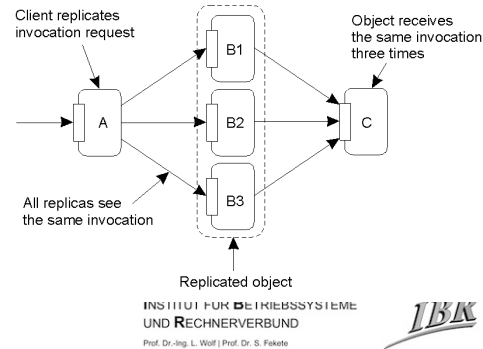 Client replicates
invocation request
Object receives
the same invocation
three times
B1
A
B2
C
B3
All replicas see
the same invocation
Replicated object
INSTITUT FÜR BETRIEBSSYSTEME
UND RECHNERVERBUND
Prof. Dr.-Ing. L. Wolf | Prof. Dr. S. Fekete
IBR